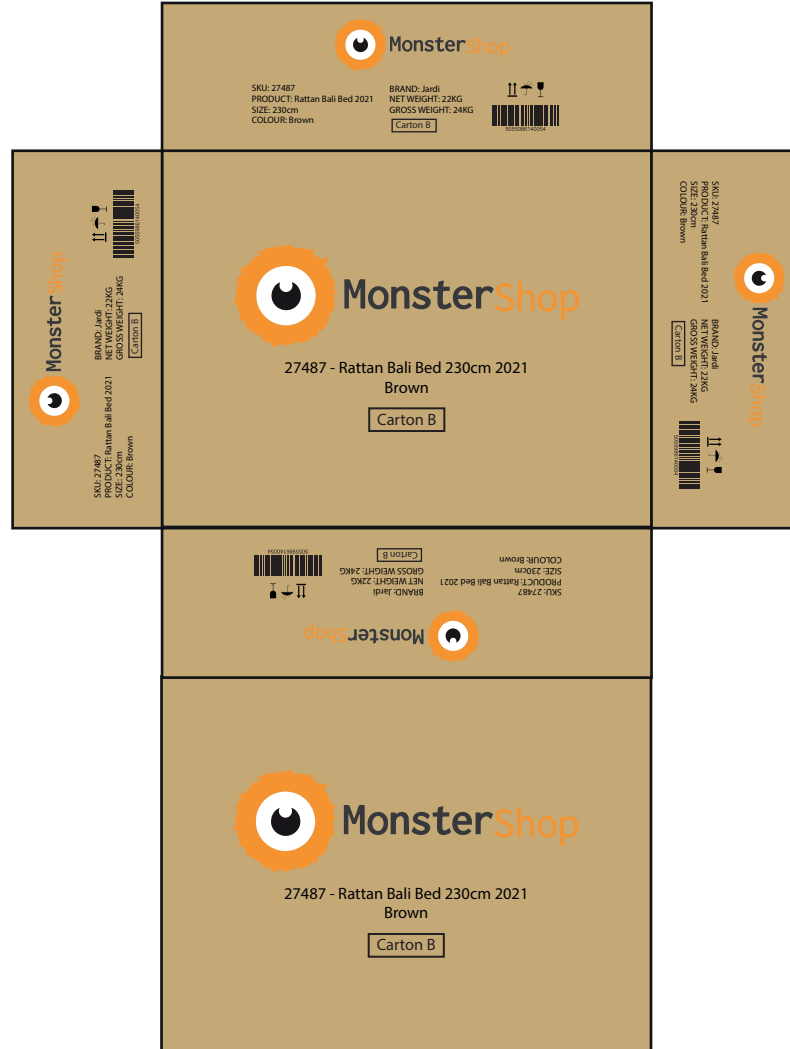 MonsterShop
SKU: 27487
PRODUCT: Rattan Bali Bed 2021
SIZE: 230cm
COLOUR: Brown
BRAND: Jardi
NET WEIGHT: 22KG
GROSS WEIGHT: 24KG
Carton B
5055986140054
MonsterShop
SKU: 27487
PRODUCT: Rattan Bali Bed 2021
SIZE: 230cm
COLOUR: Brown
BRAND: Jardi
NET WEIGHT: 22KG
GROSS WEIGHT: 24KG
Carton B
5055986140054
MonsterShop
27487 - Rattan Bali Bed 230cm 2021
Brown
Carton B
MonsterShop
SKU: 27487
PRODUCT: Rattan Bali Bed 2021
SIZE: 230cm
COLOUR: Brown
BRAND: Jardi
NET WEIGHT: 22KG
GROSS WEIGHT: 24KG
Carton B
5055986140054
MonsterShop
SKU: 27487
PRODUCT: Rattan Bali Bed 2021
SIZE: 230cm
COLOUR: Brown
BRAND: Jardi
NET WEIGHT: 22KG
GROSS WEIGHT: 24KG
Carton B
5055986140054
MonsterShop
27487 - Rattan Bali Bed 230cm 2021
Brown
Carton B